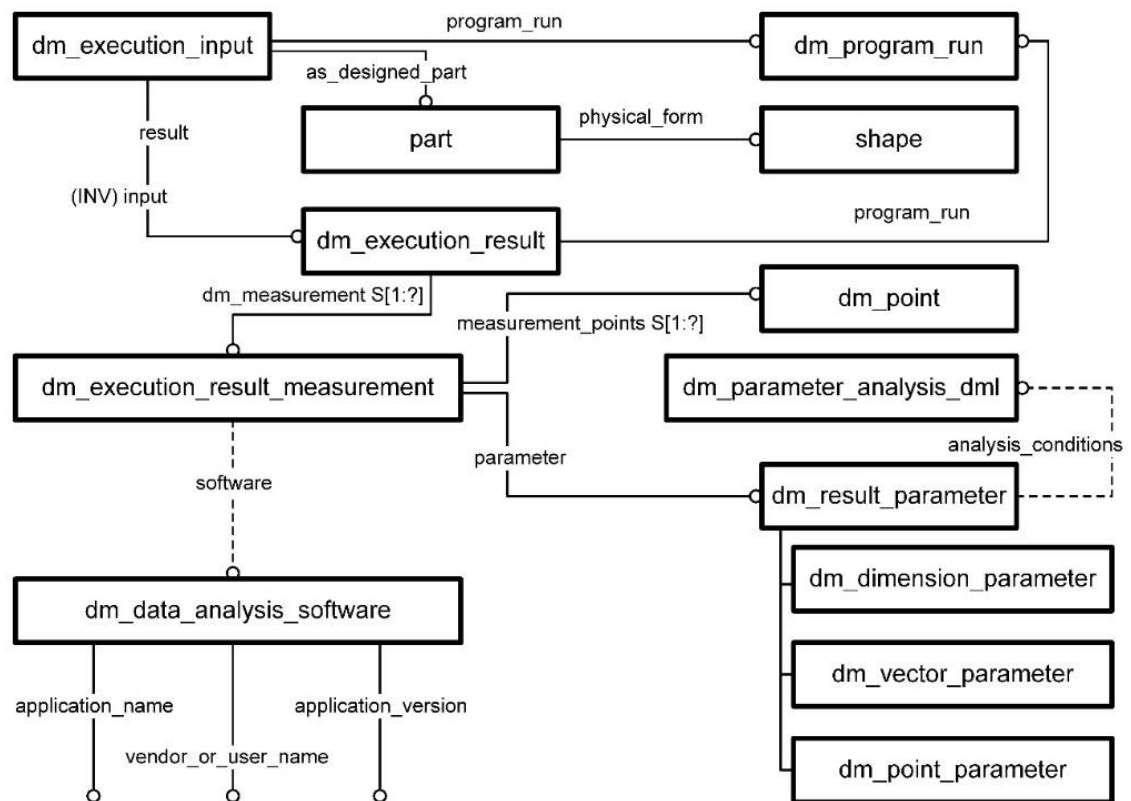 program_run
dm_execution_input
dm_program_run
as_designed_part
physical_form
result
part
shape
(INV) input
program_run
dm_execution_result
dm_measurement S[1:?]
dm_point
measurement_points S[1:?]
dm_execution_result_measurement
dm_parameter_analysis_dml
analysis_conditions
parameter
software
dm_result_parameter
dm_dimension_parameter
dm_data_analysis_software
dm_vector_parameter
application_name
application_version
vendor_or_user_name
dm_point_parameter